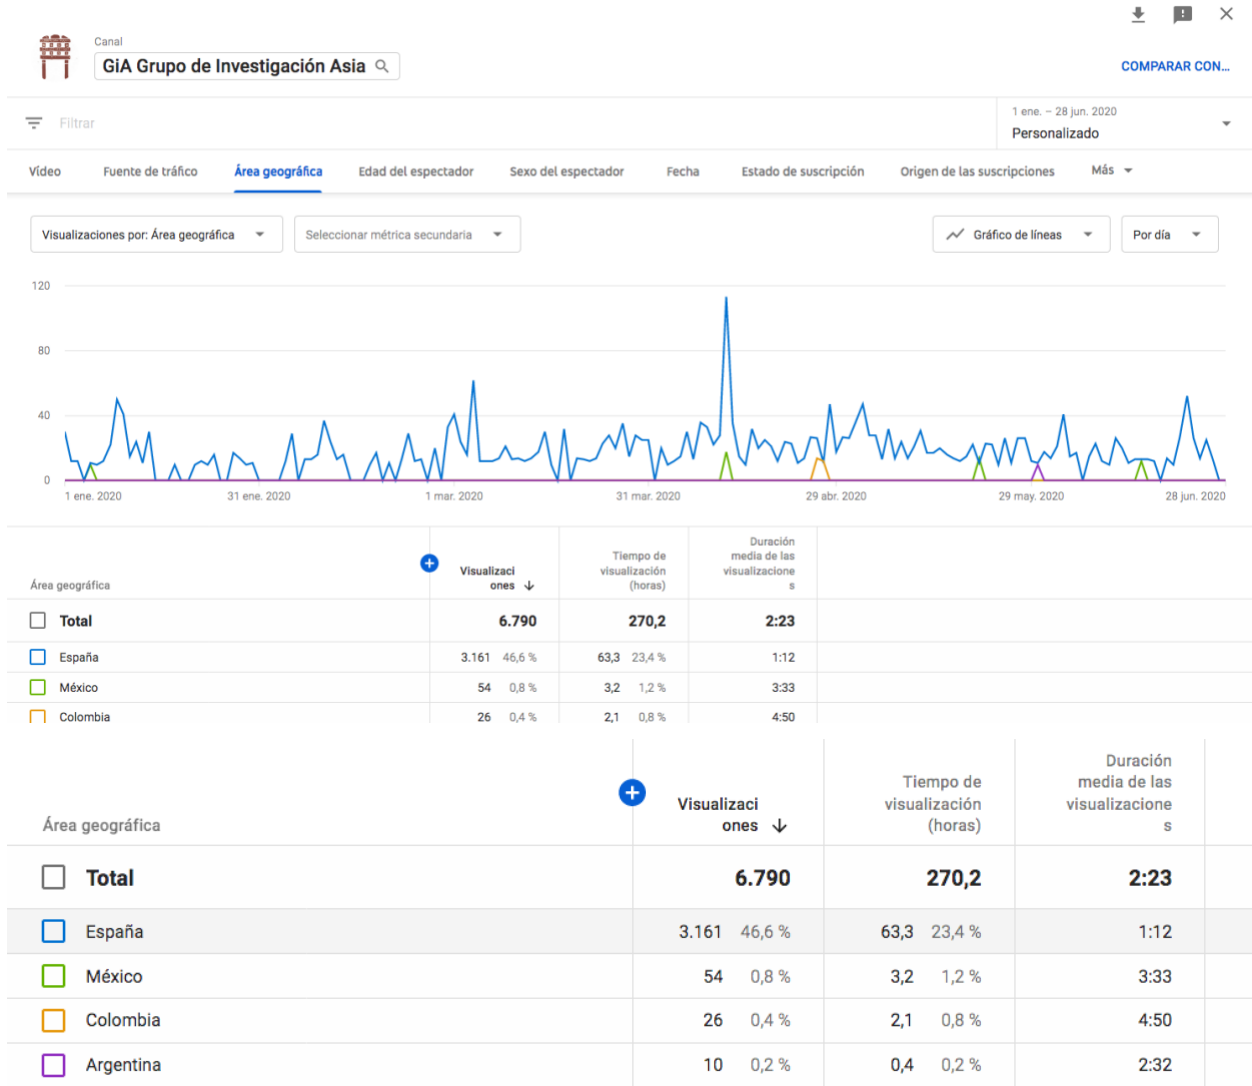 Canal
GiA Grupo de Investigación Asia
COMPARAR CON...
Filtrar
1 ene. – 28 jun. 2020
Personalizado
Vídeo Fuente de tráfico Área geográfica Edad del espectador Sexo del espectador Fecha Estado de suscripción Origen de las suscripciones Más
Visualizaciones por: Área geográfica Seleccionar métrica secundaria Gráfico de líneas Por día
120
80
40
0
1 ene. 2020 31 ene. 2020 1 mar. 2020 31 mar. 2020 29 abr. 2020 29 may. 2020 28 jun. 2020
Área geográfica
Visualizaci
ones
Tiempo de
visualización
(horas)
Duración
media de las
visualizacione
s
Total 6.790 270,2 2:23
España 3.161 46,6 % 63,3 23,4 % 1:12
México 54 0,8 % 3,2 1,2 % 3:33
Colombia 26 0,4 % 2,1 0,8 % 4:50
Área geográfica
Visualizaci
ones
Tiempo de
visualización
(horas)
Duración
media de las
visualizacione
s
Total 6.790 270,2 2:23
España 3.161 46,6 % 63,3 23,4 % 1:12
México 54 0,8 % 3,2 1,2 % 3:33
Colombia 26 0,4 % 2,1 0,8 % 4:50
Argentina 10 0,2 % 0,4 0,2 % 2:32